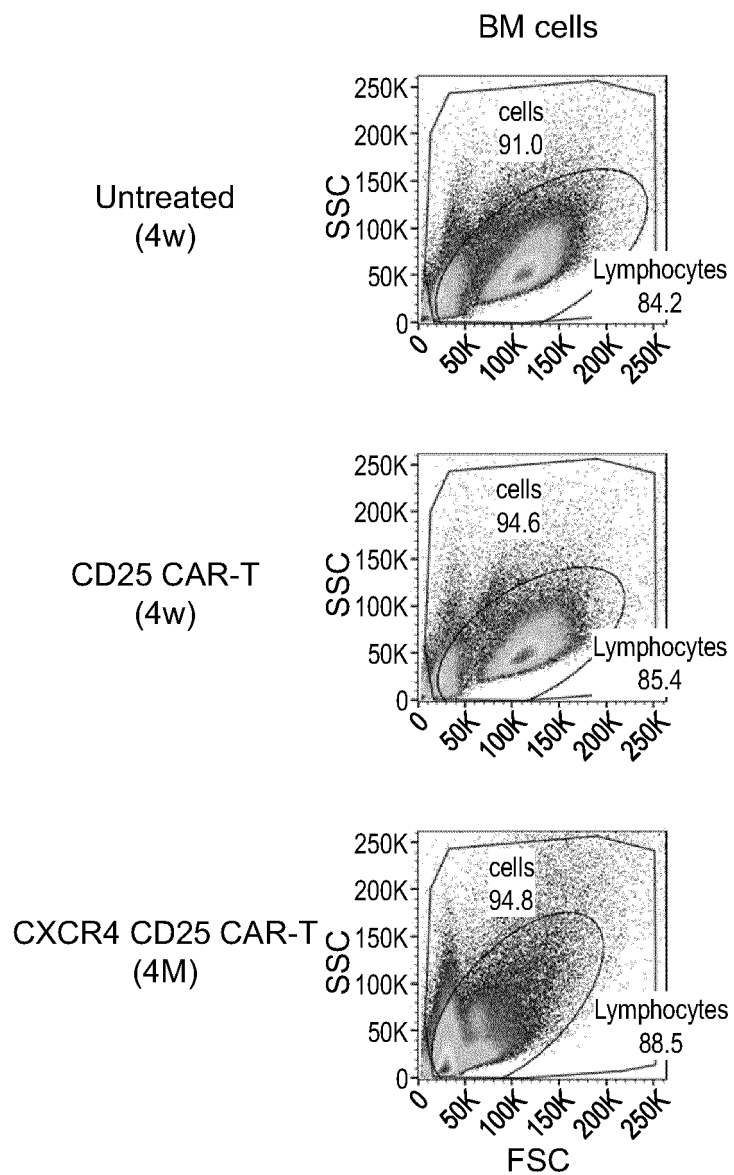 BM cells
Untreated
(4w)
SSC
250K
200K
150K
100K
50K
0
cells
91.0
Lymphocytes
84.2
0
50K
100K
150K
200K
250K
CD25 CAR-T
(4w)
SSC
250K
200K
150K
100K
50K
0
cells
94.6
Lymphocytes
85.4
0
50K
100K
150K
200K
250K
CXCR4 CD25 CAR-T
(4M)
SSC
250K
200K
150K
100K
50K
0
cells
94.8
Lymphocytes
88.5
0
50K
100K
150K
200K
250K
FSC